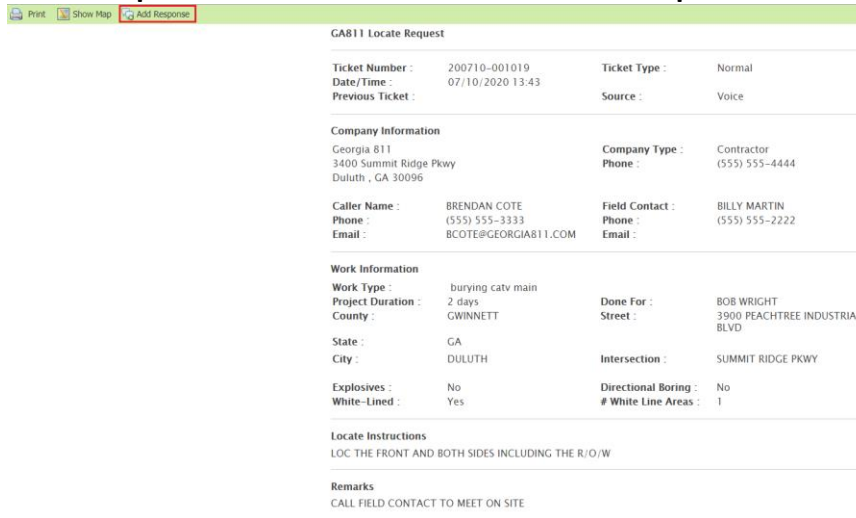 Print Show Map Add Response
GA811 Locate Request
Ticket Number : 200710-001019 Ticket Type : Normal
Date/Time : 07/10/2020 13:43
Previous Ticket : Source : Voice
Company Information
Georgia 811 Company Type : Contractor
3400 Summit Ridge Pkwy Phone : (555) 555-4444
Duluth , GA 30096
Caller Name : BRENDAN COTE Field Contact : BILLY MARTIN
Phone : (555) 555-3333 Phone : (555) 555-2222
Email : BCOTE@GEORGIA811.COM Email :
Work Information
Work Type : burying catv main
Project Duration : 2 days Done For : BOB WRIGHT
County : GWINNETT Street : 3900 PEACHTREE INDUSTRIA
BLVD
State : GA
City : DULUTH Intersection : SUMMIT RIDGE PKWY
Explosives : No Directional Boring : No
White-Lined : Yes # White Line Areas : 1
Locate Instructions
LOC THE FRONT AND BOTH SIDES INCLUDING THE R/O/W
Remarks
CALL FIELD CONTACT TO MEET ON SITE